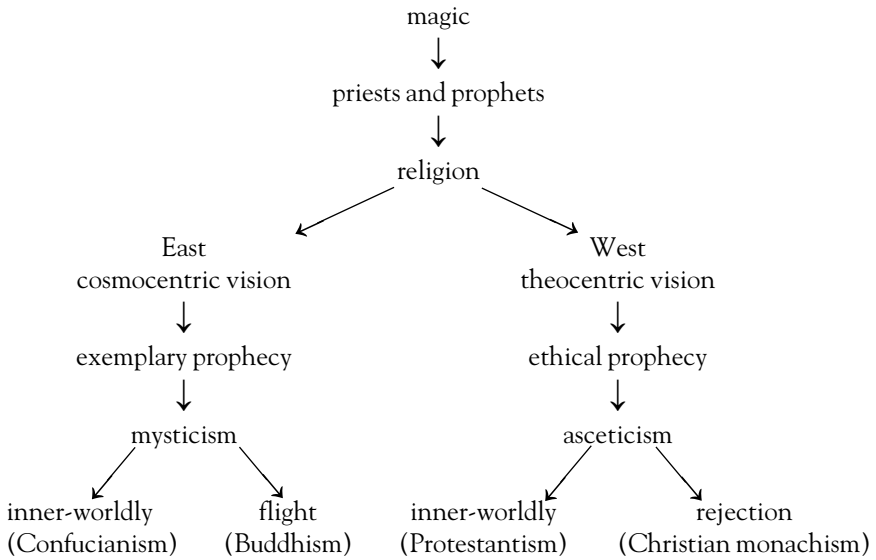 magic
priests and prophets
religion
East
cosmocentric vision
West
theocentric vision
exemplary prophecy
ethical prophecy
mysticism
asceticism
inner-worldly
(Confucianism)
flight
(Buddhism)
inner-worldly
(Protestantism)
rejection
(Christian monachism)